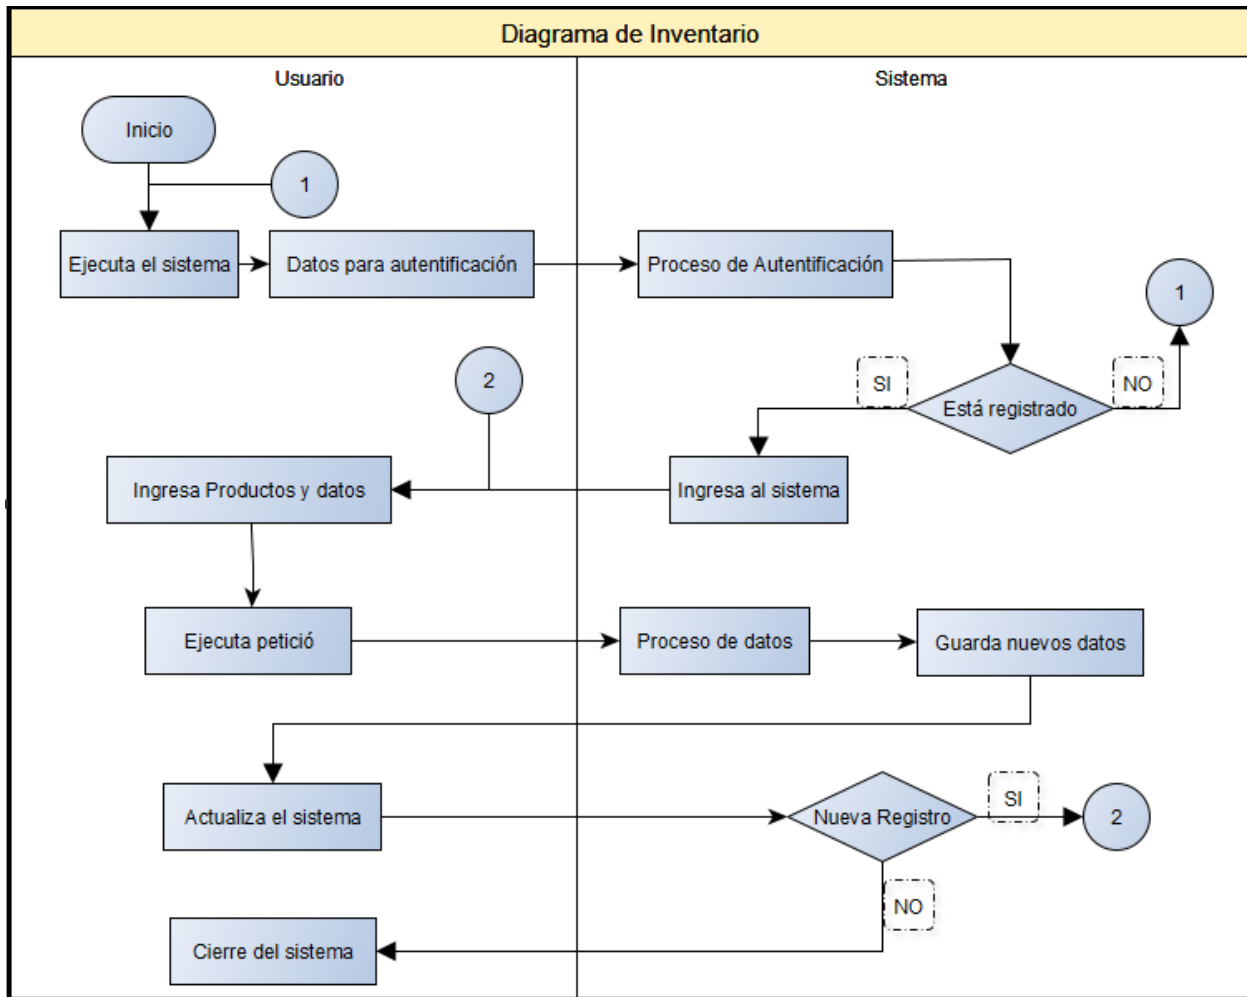 Diagrama de Inventario
Usuario
Sistema
Inicio
1
Ejecuta el sistema
Datos para autentificación
Proceso de Autentificación
1
2
SI
Está registrado
NO
Ingresa Productos y datos
Ingresa al sistema
Ejecuta petició
Proceso de datos
Guarda nuevos datos
Actualiza el sistema
Nueva Registro
SI
2
NO
Cierre del sistema